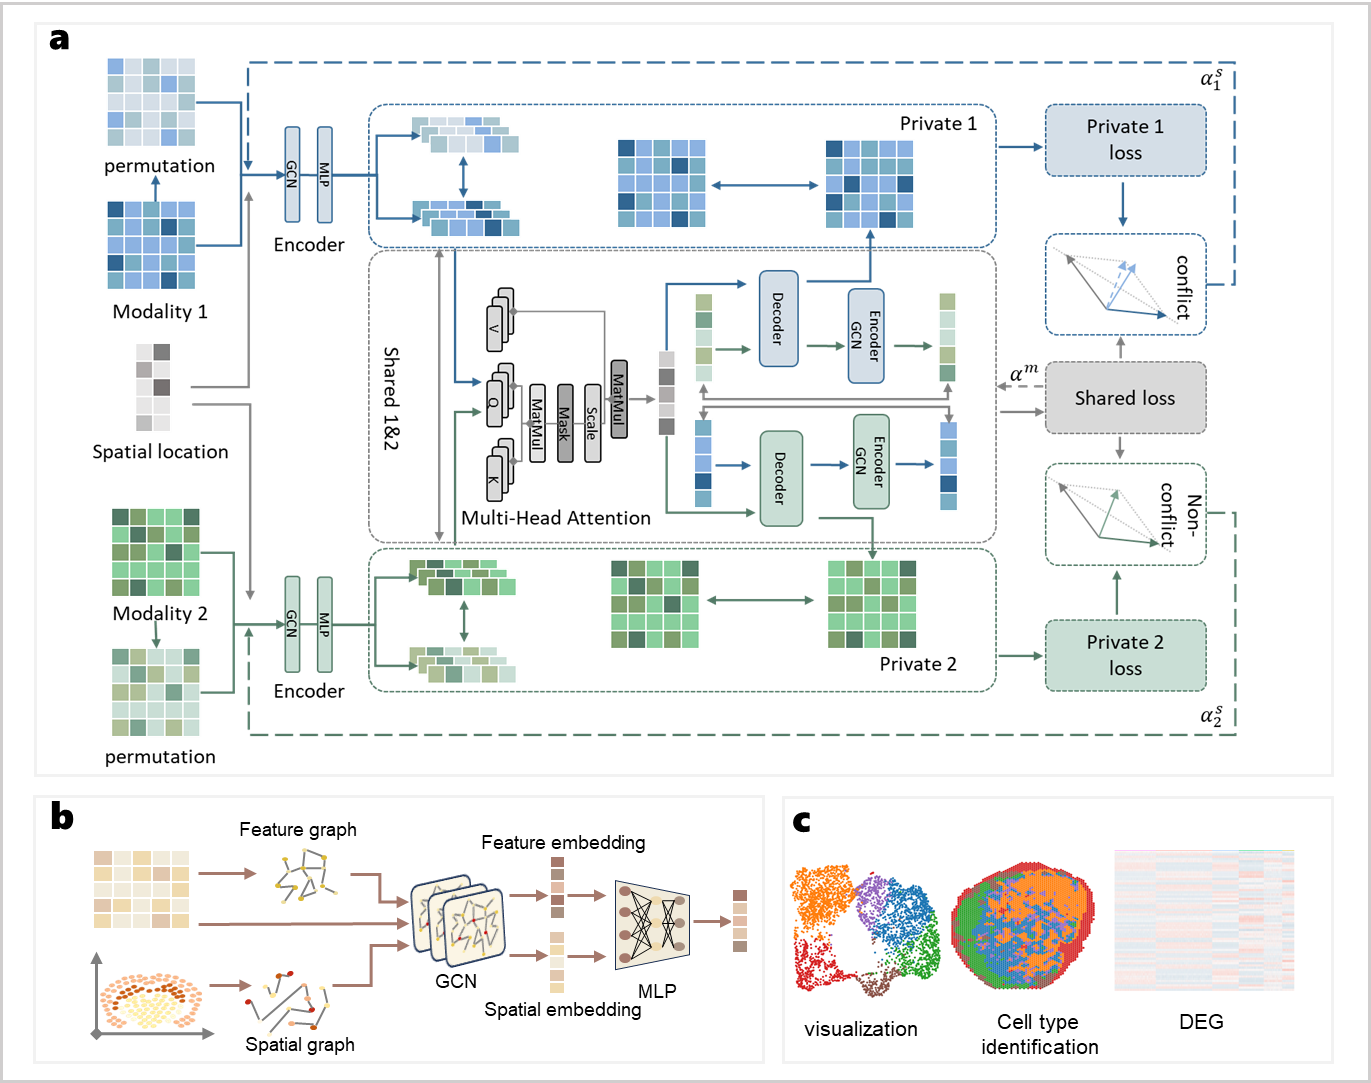 a
permutation
Modality 1
Spatial location
Modality 2
permutation
GCN
MLP
Encoder
GCN
MLP
Encoder
Private 1
Shared 1&2
V
Q
K
MatMul
Mask
Scale
MatMul
Multi-Head Attention
Decoder
Encoder
GCN
Decoder
Encoder
GCN
Private 2
α₁ˢ
Private 1
loss
conflict
αᵐ
Shared loss
Non-
conflict
Private 2
loss
α₂ˢ
b
Feature graph
Spatial graph
GCN
Feature embedding
Spatial embedding
MLP
c
visualization
Cell type
identification
DEG